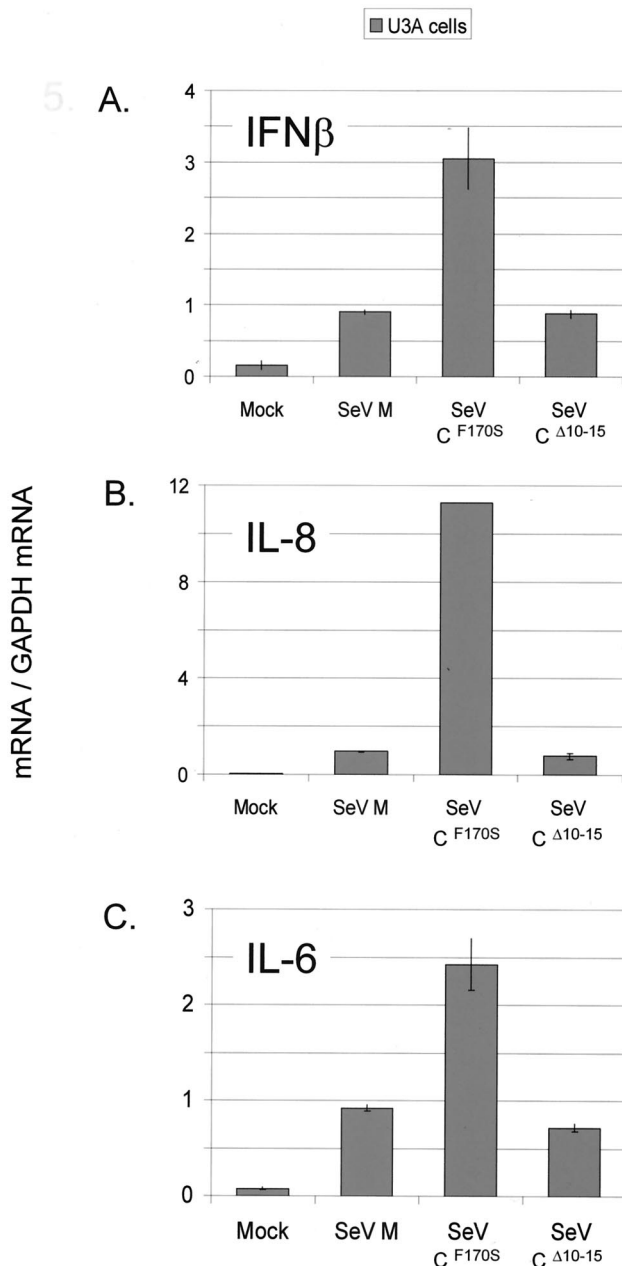 U3A cells
5.
A.
IFNβ
4
3
2
1
0
Mock SeV M SeV SeV
C F170S C Δ10-15
mRNA / GAPDH mRNA
B.
IL-8
12
8
4
0
Mock SeV M SeV SeV
C F170S C Δ10-15
C.
IL-6
3
2
1
0
Mock SeV M SeV SeV
C F170S C Δ10-15